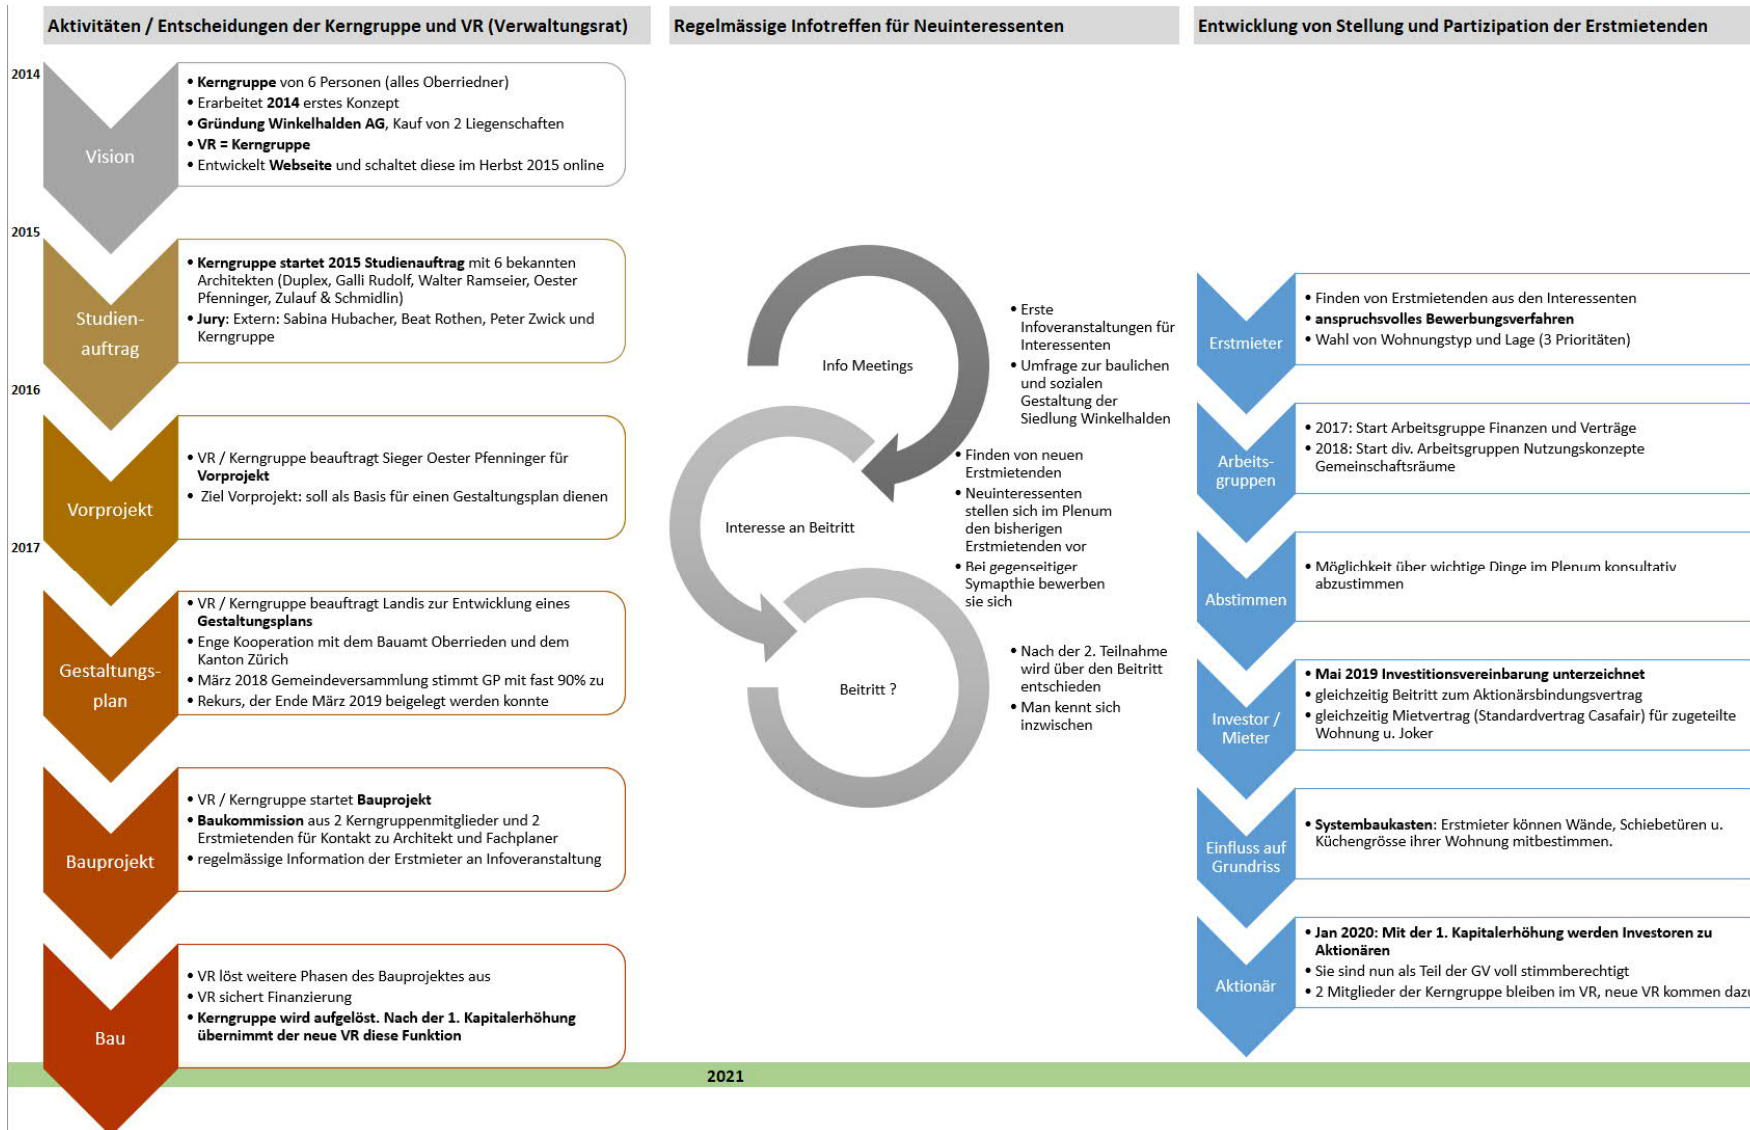 Aktivitäten / Entscheidungen der Kerngruppe und VR (Verwaltungsrat)
2014
Vision
• Kerngruppe von 6 Personen (alles Oberriedner)
• Erarbeitet 2014 erstes Konzept
• Gründung Winkelhalden AG, Kauf von 2 Liegenschaften
• VR = Kerngruppe
• Entwickelt Webseite und schaltet diese im Herbst 2015 online
2015
Studien-
auftrag
• Kerngruppe startet 2015 Studienauftrag mit 6 bekannten
Architekten (Duplex, Galli Rudolf, Walter Ramseier, Oester
Pfenninger, Zulauf & Schmidlin)
• Jury: Extern: Sabina Hubacher, Beat Rothen, Peter Zwick und
Kerngruppe
2016
Vorprojekt
• VR / Kerngruppe beauftragt Sieger Oester Pfenninger für
Vorprojekt
• Ziel Vorprojekt: soll als Basis für einen Gestaltungsplan dienen
2017
Gestaltungs-
plan
• VR / Kerngruppe beauftragt Landis zur Entwicklung eines
Gestaltungsplans
• Enge Kooperation mit dem Bauamt Oberrieden und dem
Kanton Zürich
• März 2018 Gemeindeversammlung stimmt GP mit fast 90% zu
• Rekurs, der Ende März 2019 beigelegt werden konnte
Bauprojekt
• VR / Kerngruppe startet Bauprojekt
• Baukommission aus 2 Kerngruppenmitglieder und 2
Erstmietenden für Kontakt zu Architekt und Fachplaner
• regelmässige Information der Erstmieter an Infoveranstaltung
Bau
• VR löst weitere Phasen des Bauprojektes aus
• VR sichert Finanzierung
• Kerngruppe wird aufgelöst. Nach der 1. Kapitalerhöhung
übernimmt der neue VR diese Funktion
Regelmässige Infotreffen für Neuinteressenten
Info Meetings
• Erste
Infoveranstaltungen für
Interessenten
• Umfrage zur baulichen
und sozialen
Gestaltung der
Siedlung Winkelhalden
Interesse an Beitritt
• Finden von neuen
Erstmietenden
• Neuinteressenten
stellen sich im Plenum
den bisherigen
Erstmietenden vor
• Bei gegenseitiger
Symapthie bewerben
sie sich
Beitritt ?
• Nach der 2. Teilnahme
wird über den Beitritt
entschieden
• Man kennt sich
inzwischen
Entwicklung von Stellung und Partizipation der Erstmietenden
Erstmieter
• Finden von Erstmietenden aus den Interessenten
• anspruchsvolles Bewerbungsverfahren
• Wahl von Wohnungstyp und Lage (3 Prioritäten)
Arbeits-
gruppen
• 2017: Start Arbeitsgruppe Finanzen und Verträge
• 2018: Start div. Arbeitsgruppen Nutzungskonzepte
Gemeinschaftsräume
Abstimmen
• Möglichkeit über wichtige Dinge im Plenum konsultativ
abzustimmen
Investor /
Mieter
• Mai 2019 Investitionsvereinbarung unterzeichnet
• gleichzeitig Beitritt zum Aktionärsbindungsvertrag
• gleichzeitig Mietvertrag (Standardvertrag Casafair) für zugeteilte
Wohnung u. Joker
Einfluss auf
Grundriss
• Systembaukasten: Erstmieter können Wände, Schiebetüren u.
Küchengrösse ihrer Wohnung mitbestimmen.
Aktionär
• Jan 2020: Mit der 1. Kapitalerhöhung werden Investoren zu
Aktionären
• Sie sind nun als Teil der GV voll stimmberechtigt
• 2 Mitglieder der Kerngruppe bleiben im VR, neue VR kommen dazu
2021